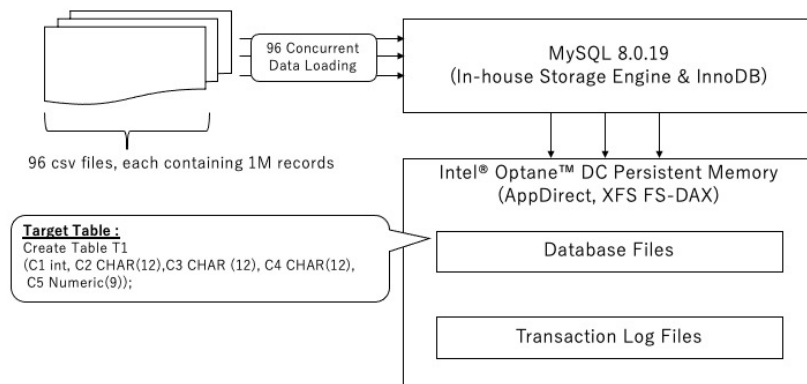 96 Concurrent
Data Loading
MySQL 8.0.19
(In-house Storage Engine & InnoDB)
96 csv files, each containing 1M records
Intel® Optane™ DC Persistent Memory
(AppDirect, XFS FS-DAX)
Target Table :
Create Table T1
(C1 int, C2 CHAR(12),C3 CHAR (12), C4 CHAR(12),
C5 Numeric(9));
Database Files
Transaction Log Files